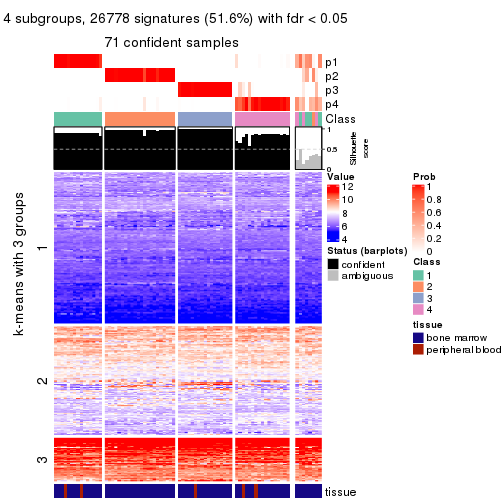 4 subgroups, 26778 signatures (51.6%) with fdr < 0.05
71 confident samples
p1
p2
p3
p4
Class
1
0.5
0
Silhouette
score
k-means with 3 groups
1
2
3
tissue
Value
12
10
8
6
4
Status (barplots)
confident
ambiguous
Prob
1
0.8
0.6
0.4
0.2
0
Class
1
2
3
4
tissue
bone marrow
peripheral blood